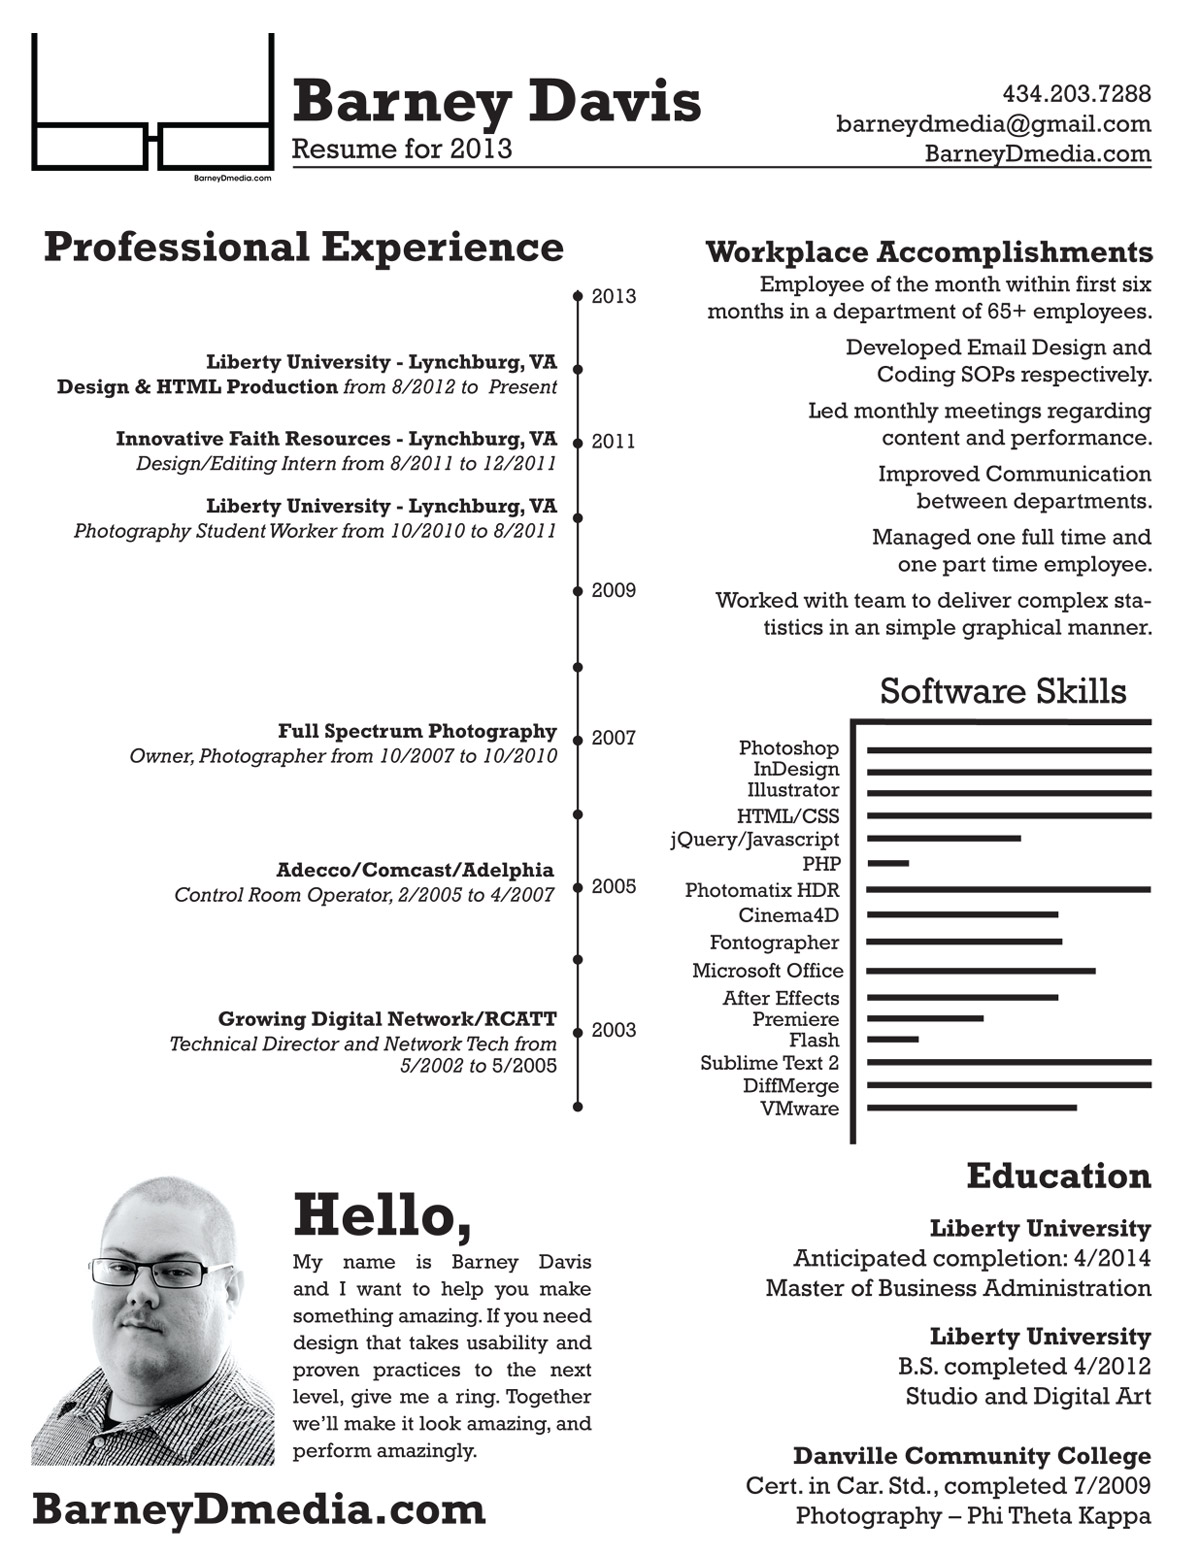 Barney Davis
Resume for 2013
434.203.7288
barneydmedia@gmail.com
BarneyDmedia.com
BarneyDmedia.com
Professional Experience
2013
Liberty University - Lynchburg, VA
Design & HTML Production from 8/2012 to Present
Innovative Faith Resources - Lynchburg, VA
2011
Design/Editing Intern from 8/2011 to 12/2011
Liberty University - Lynchburg, VA
Photography Student Worker from 10/2010 to 8/2011
2009
Full Spectrum Photography
2007
Owner, Photographer from 10/2007 to 10/2010
Adecco/Comcast/Adelphia
2005
Control Room Operator, 2/2005 to 4/2007
Growing Digital Network/RCATT
2003
Technical Director and Network Tech from
5/2002 to 5/2005
Workplace Accomplishments
Employee of the month within first six
months in a department of 65+ employees.
Developed Email Design and
Coding SOPs respectively.
Led monthly meetings regarding
content and performance.
Improved Communication
between departments.
Managed one full time and
one part time employee.
Worked with team to deliver complex sta-
tistics in an simple graphical manner.
Software Skills
Photoshop
InDesign
Illustrator
HTML/CSS
jQuery/Javascript
PHP
Photomatix HDR
Cinema4D
Fontographer
Microsoft Office
After Effects
Premiere
Flash
Sublime Text 2
DiffMerge
VMware
Hello,
My name is Barney Davis
and I want to help you make
something amazing. If you need
design that takes usability and
proven practices to the next
level, give me a ring. Together
we'll make it look amazing, and
perform amazingly.
BarneyDmedia.com
Education
Liberty University
Anticipated completion: 4/2014
Master of Business Administration
Liberty University
B.S. completed 4/2012
Studio and Digital Art
Danville Community College
Cert. in Car. Std., completed 7/2009
Photography – Phi Theta Kappa